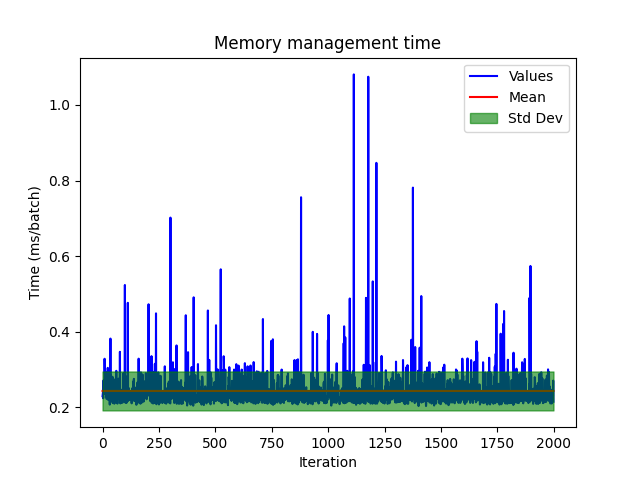 Memory management time
Values
Mean
Std Dev
Time (ms/batch)
1.0
0.8
0.6
0.4
0.2
0
250
500
750
1000
1250
1500
1750
2000
Iteration